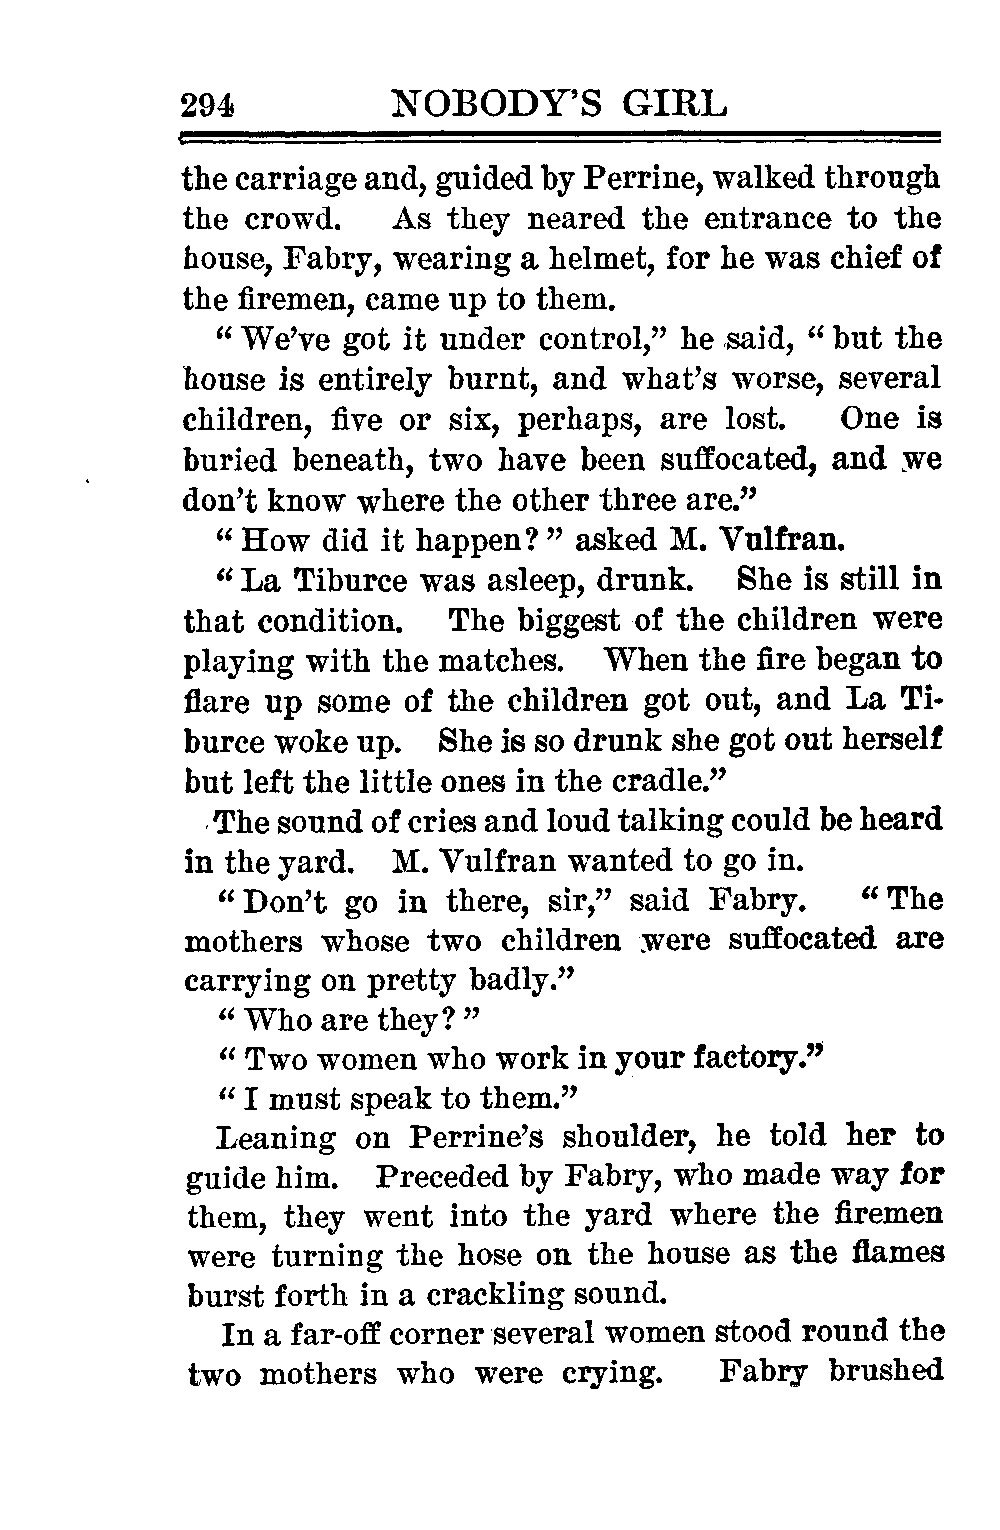 294 NOBODY'S GIRL
the carriage and, guided by Perrine, walked through
the crowd. As they neared the entrance to the
house, Fabry, wearing a helmet, for he was chief of
the firemen, came up to them.
“ We've got it under control,” he said, “ but the
house is entirely burnt, and what's worse, several
children, five or six, perhaps, are lost. One is
buried beneath, two have been suffocated, and we
don't know where the other three are.”
“ How did it happen? ” asked M. Vulfran.
“ La Tiburce was asleep, drunk. She is still in
that condition. The biggest of the children were
playing with the matches. When the fire began to
flare up some of the children got out, and La Ti-
burce woke up. She is so drunk she got out herself
but left the little ones in the cradle.”
The sound of cries and loud talking could be heard
in the yard. M. Vulfran wanted to go in.
“ Don't go in there, sir,” said Fabry. “ The
mothers whose two children were suffocated are
carrying on pretty badly.”
“ Who are they? ”
“ Two women who work in your factory.”
“ I must speak to them.”
Leaning on Perrine's shoulder, he told her to
guide him. Preceded by Fabry, who made way for
them, they went into the yard where the firemen
were turning the hose on the house as the flames
burst forth in a crackling sound.
In a far-off corner several women stood round the
two mothers who were crying. Fabry brushed